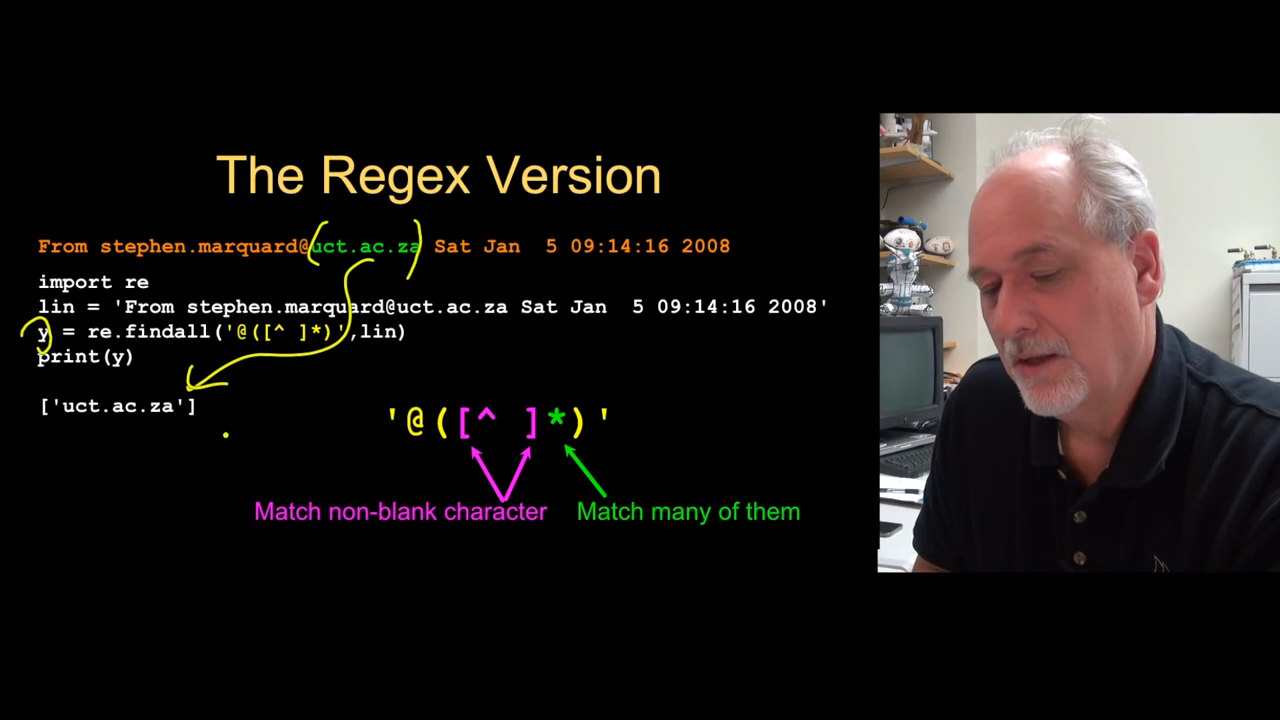 The Regex Version
From stephen.marquard@uct.ac.za Sat Jan  5 09:14:16 2008
import re
lin = 'From stephen.marquard@uct.ac.za Sat Jan  5 09:14:16 2008'
y = re.findall('@([^ ]*)',lin)
print(y)
['uct.ac.za']
'@([^ ]*)'
Match non-blank character
Match many of them